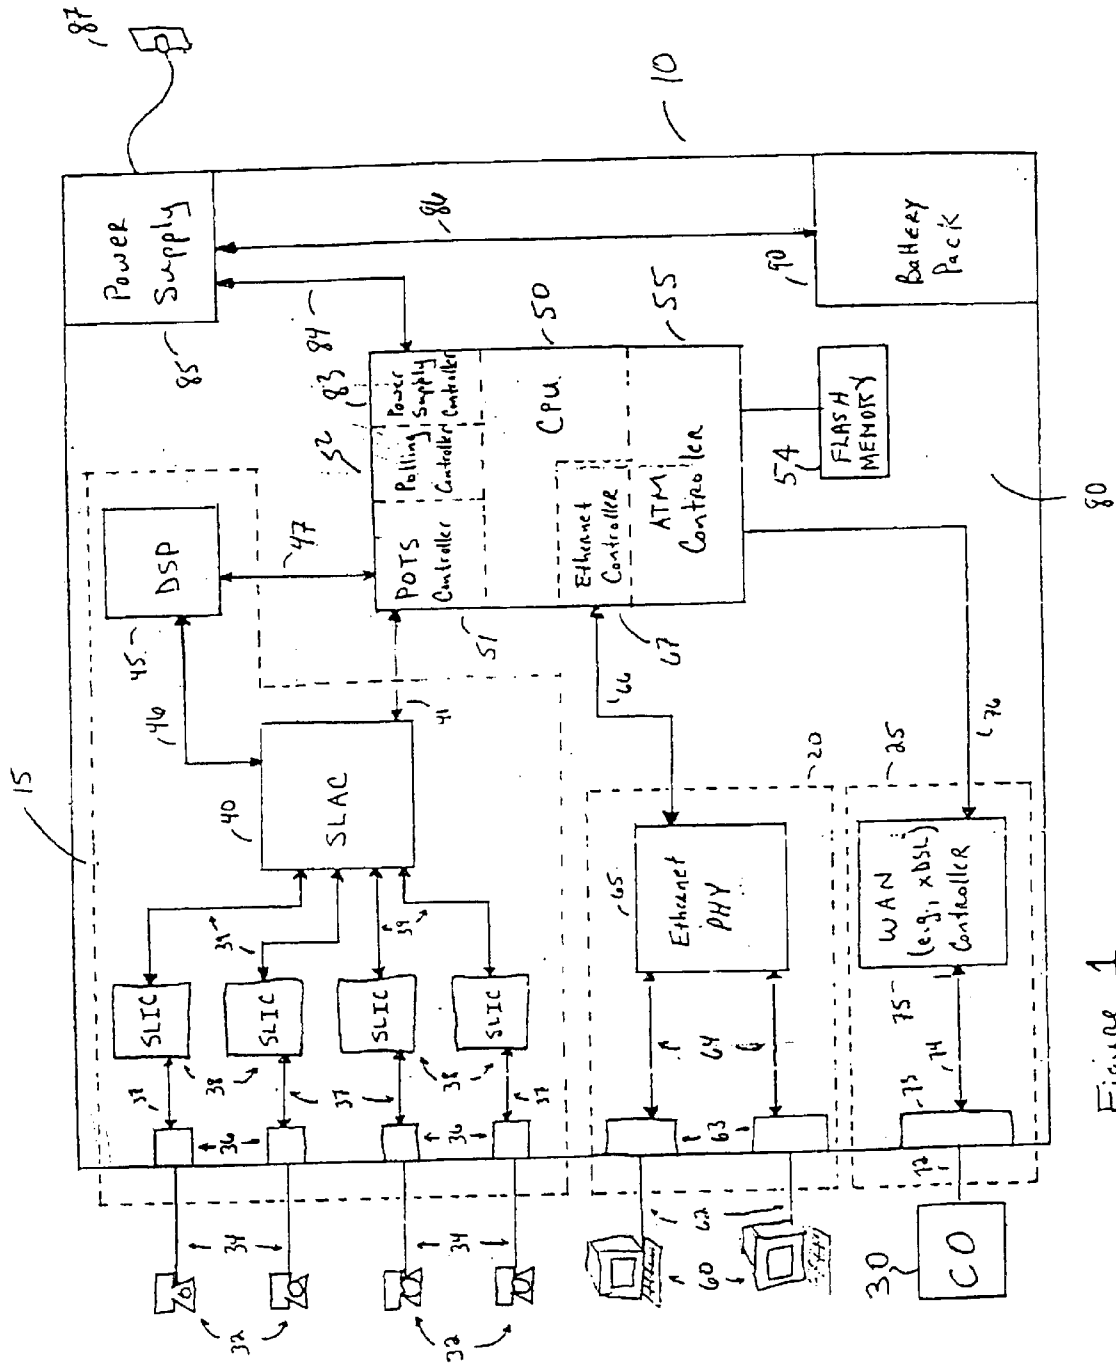 87
10
Power
Supply
85
86
84
90
Battery
Pack
15
DSP
45
46
47
52
83
50
55
POTS
Controller
Polling
Controller
Power
Supply
Controller
CPU
Ethernet
Controller
ATM
Controller
51
67
54
FLASH
MEMORY
80
40
SLAC
41
66
76
39
39
SLIC
SLIC
SLIC
SLIC
38
38
37
37
37
36
36
34
34
32
32
20
65
Ethernet
PHY
64
63
62
60
25
WAN
(e.g., xDSL)
Controller
75
74
73
72
30
CO
Figure 1